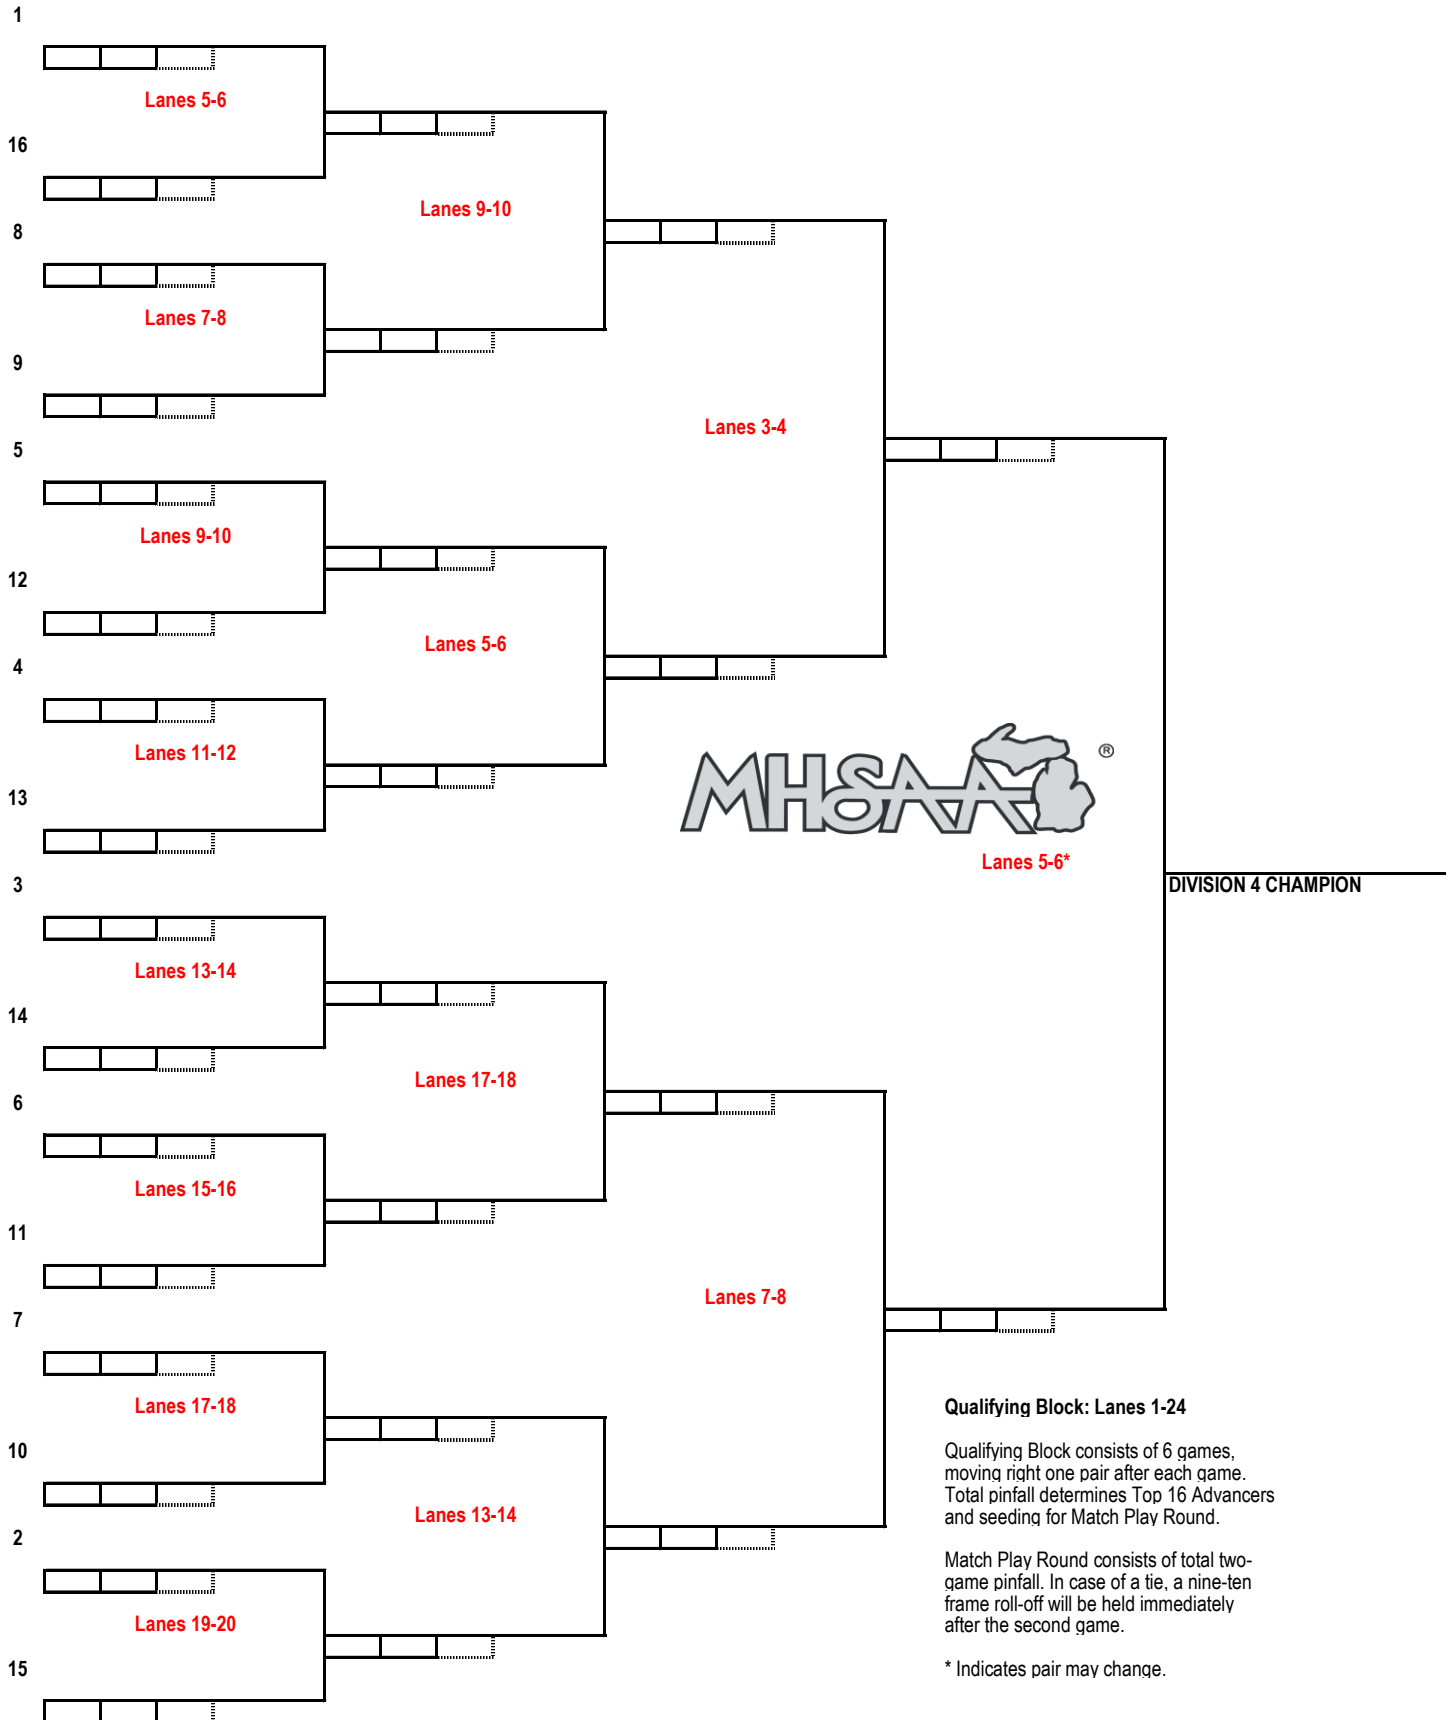 1
Lanes 5-6
16
Lanes 9-10
8
Lanes 7-8
9
Lanes 3-4
5
Lanes 9-10
12
Lanes 5-6
4
Lanes 11-12
13
MHSAA®
Lanes 5-6*
3
DIVISION 4 CHAMPION
Lanes 13-14
14
Lanes 17-18
6
Lanes 15-16
11
Lanes 7-8
7
Lanes 17-18
10
Lanes 13-14
2
Lanes 19-20
15
Qualifying Block: Lanes 1-24
Qualifying Block consists of 6 games,
moving right one pair after each game.
Total pinfall determines Top 16 Advancers
and seeding for Match Play Round.
Match Play Round consists of total two-
game pinfall. In case of a tie, a nine-ten
frame roll-off will be held immediately
after the second game.
* Indicates pair may change.